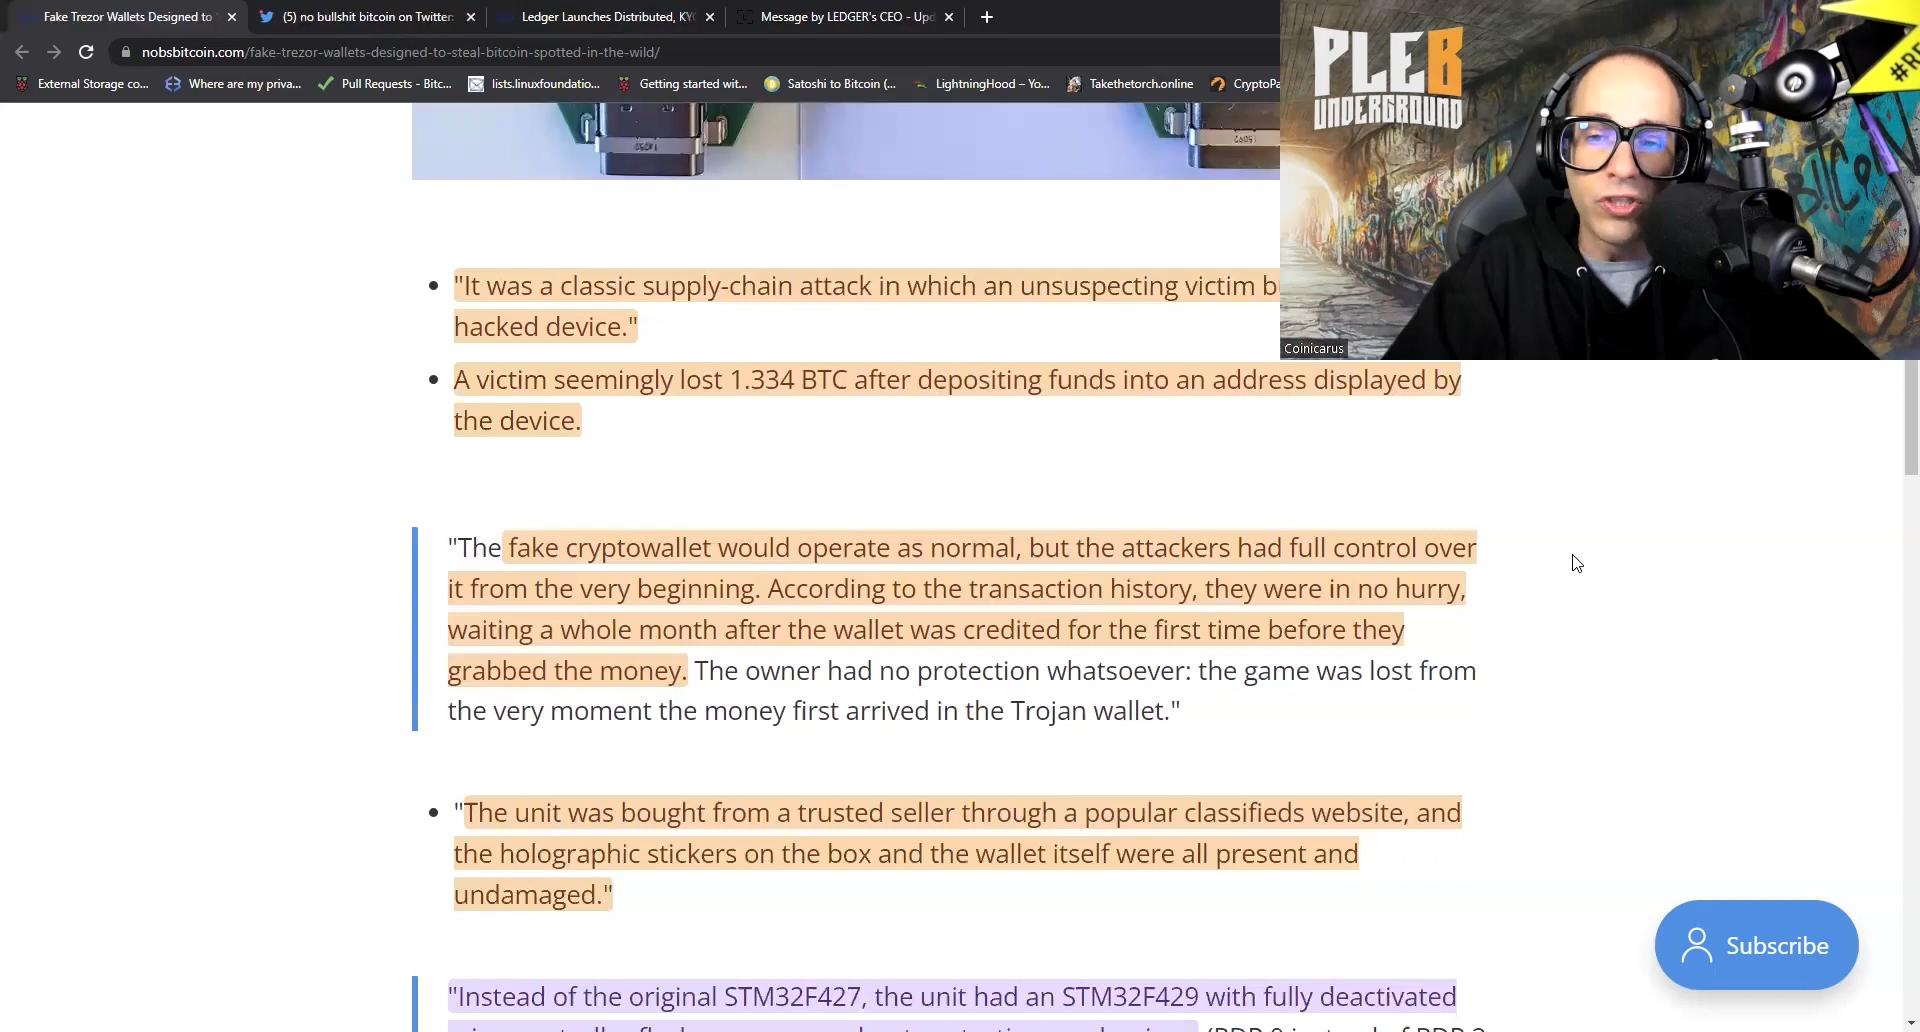 Fake Trezor Wallets Designed to
(5) no bullshit bitcoin on Twitter:
Ledger Launches Distributed, KY
Message by LEDGER's CEO - Upd
nobsbitcoin.com/fake-trezor-wallets-designed-to-steal-bitcoin-spotted-in-the-wild/
External Storage co...
Where are my priva...
Pull Requests - Bitc...
lists.linuxfoundatio...
Getting started wit...
Satoshi to Bitcoin (...
LightningHood – Yo...
Takethetorch.online
CryptoPa
PLEB
UNDERGROUND
BITCOIN
Coinicarus
"It was a classic supply-chain attack in which an unsuspecting victim b
hacked device."
A victim seemingly lost 1.334 BTC after depositing funds into an address displayed by
the device.
"The fake cryptowallet would operate as normal, but the attackers had full control over
it from the very beginning. According to the transaction history, they were in no hurry,
waiting a whole month after the wallet was credited for the first time before they
grabbed the money. The owner had no protection whatsoever: the game was lost from
the very moment the money first arrived in the Trojan wallet."
"The unit was bought from a trusted seller through a popular classifieds website, and
the holographic stickers on the box and the wallet itself were all present and
undamaged."
Subscribe
"Instead of the original STM32F427, the unit had an STM32F429 with fully deactivated